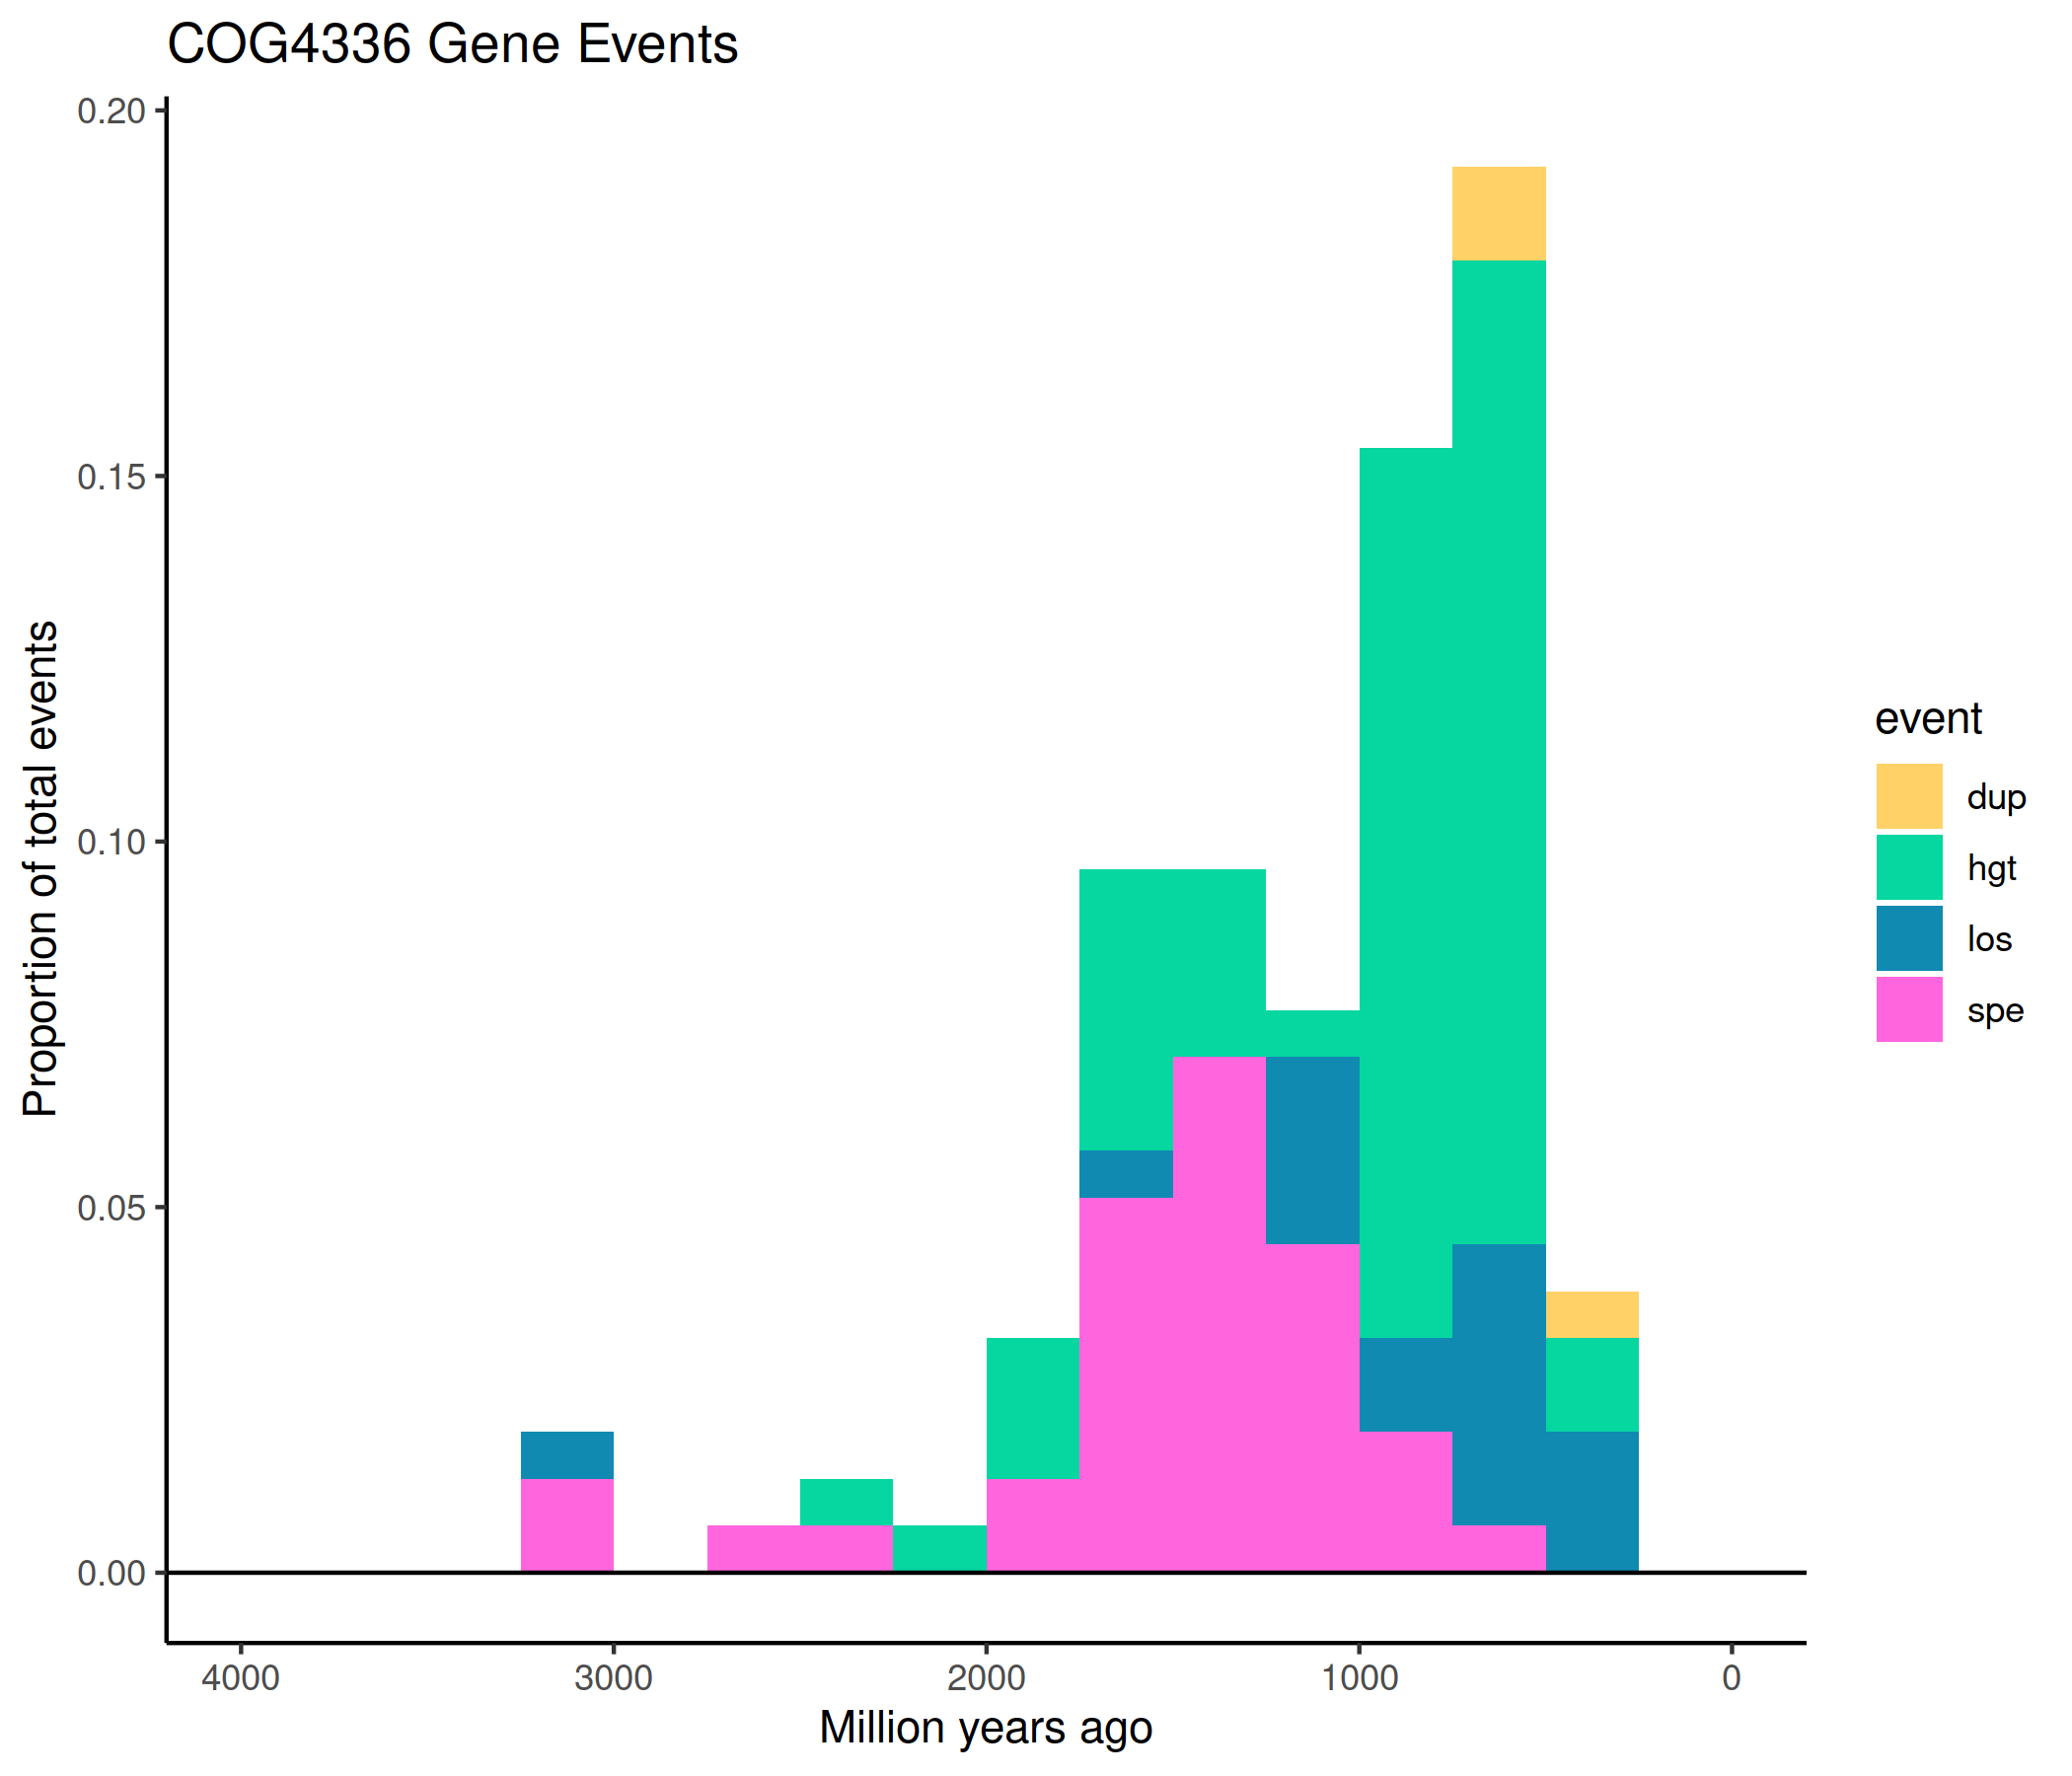 COG4336 Gene Events
0.20
0.15
0.10
0.05
0.00
Proportion of total events
4000 3000 2000 1000 0
Million years ago
event
dup
hgt
los
spe